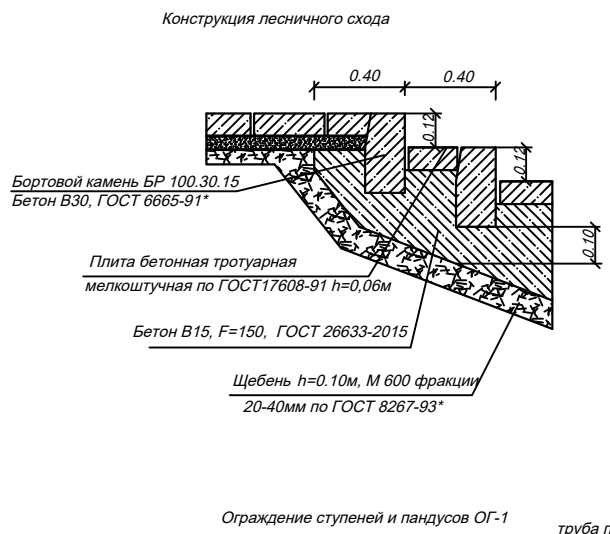 Конструкция лесничного схода
0.40 0.40
0.12
0.12
Бортовой камень БР 100.30.15
Бетон В30, ГОСТ 6665-91*
0.10
Плита бетонная тротуарная
мелкоштучная по ГОСТ17608-91 h=0,06м
Бетон В15, F=150, ГОСТ 26633-2015
Щебень h=0.10м, М 600 фракции
20-40мм по ГОСТ 8267-93*
Ограждение ступеней и пандусов ОГ-1
труба п